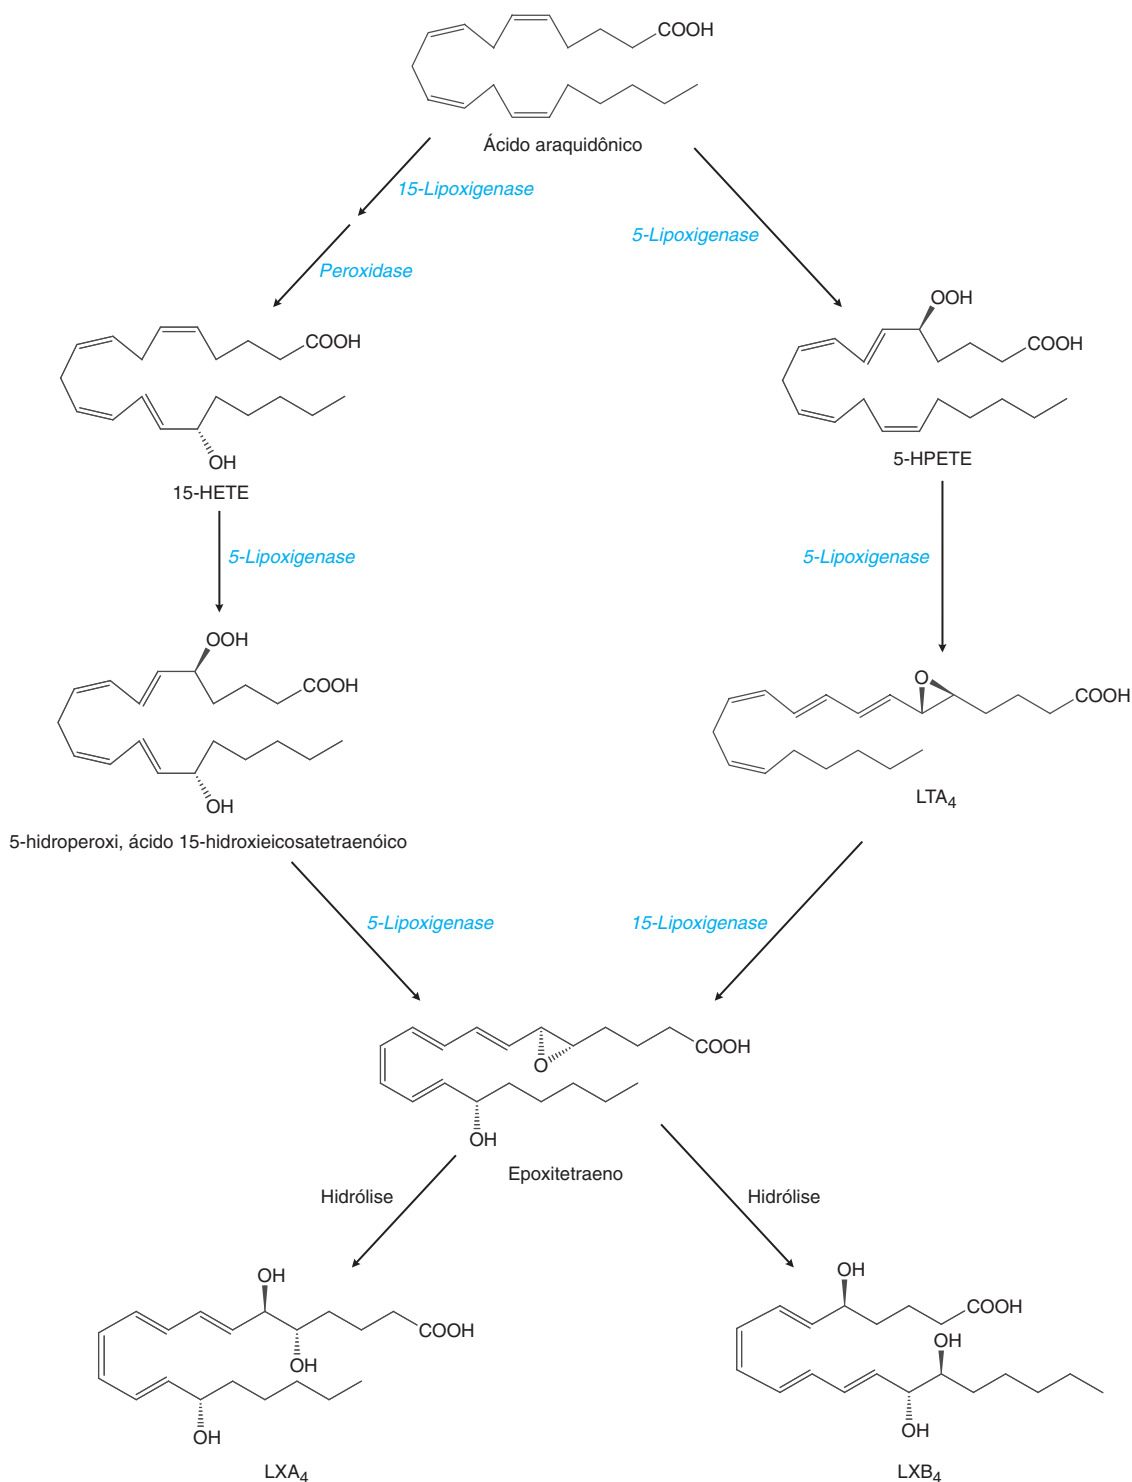 COOH
Ácido araquidônico
15-Lipoxigenase
5-Lipoxigenase
Peroxidase
OOH
COOH
COOH
OH
5-HPETE
15-HETE
5-Lipoxigenase
5-Lipoxigenase
OOH
COOH
O
COOH
OH
LTA4
5-hidroperoxi, ácido 15-hidroxieicosatetraenóico
5-Lipoxigenase
15-Lipoxigenase
COOH
O
OH
Epoxitetraeno
Hidrólise
Hidrólise
OH
OH
COOH
COOH
OH
OH
OH
OH
LXA4
LXB4